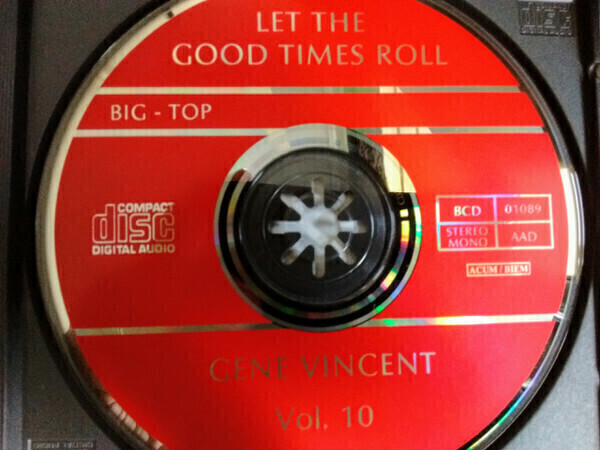 LET THE
GOOD TIMES ROLL
BIG - TOP
COMPACT
disc
DIGITAL AUDIO
BCD 01089
STEREO
MONO
AAD
ACUM / BIEM
GENE VINCENT
Vol. 10